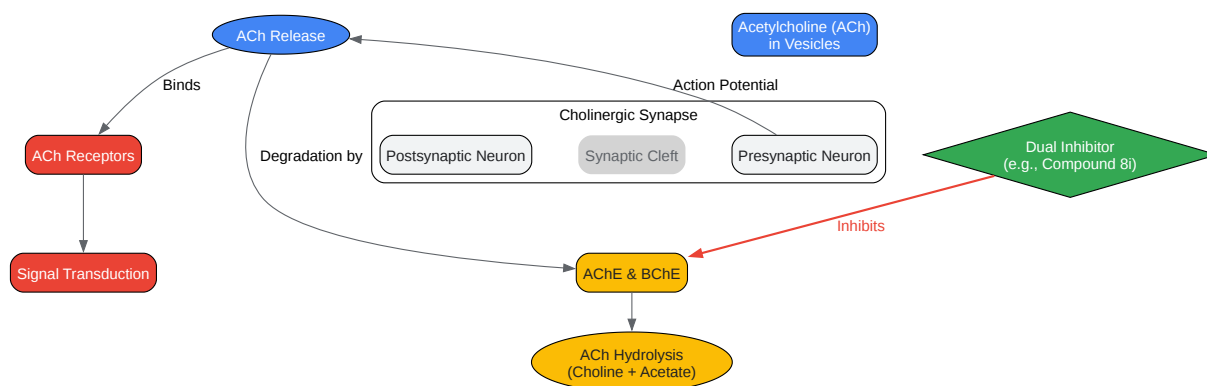 ACh Release
Acetylcholine (ACh)
in Vesicles
Binds
Action Potential
Cholinergic Synapse
ACh Receptors
Degradation by
Postsynaptic Neuron
Synaptic Cleft
Presynaptic Neuron
Dual Inhibitor
(e.g., Compound 8i)
Inhibits
Signal Transduction
AChE & BChE
ACh Hydrolysis
(Choline + Acetate)